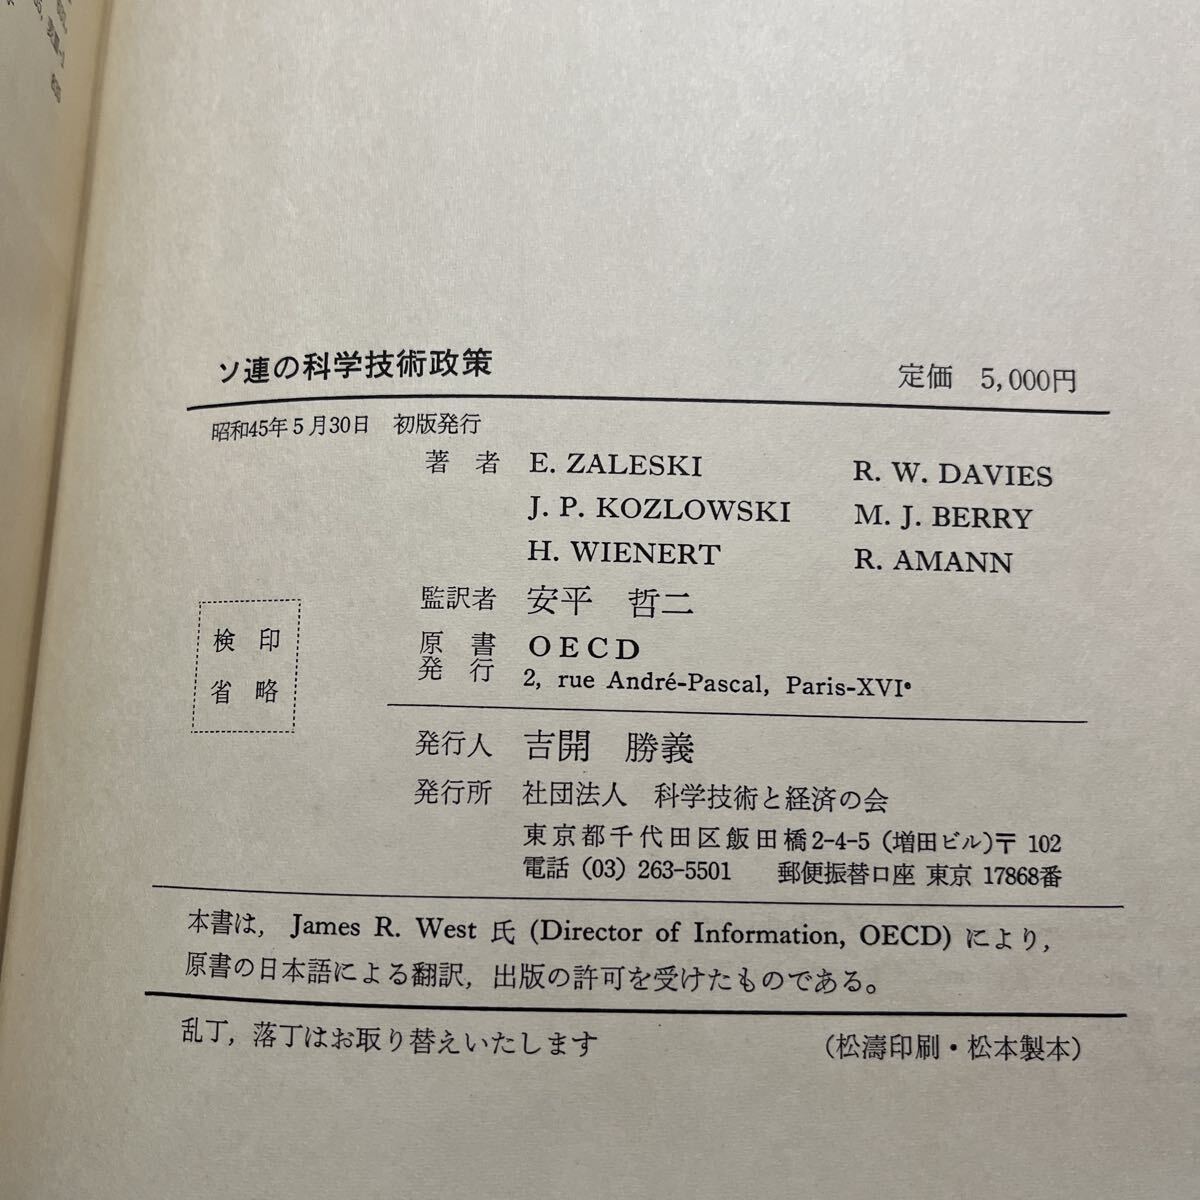 ソ連の科学技術政策　定価　5,000円
昭和45年5月30日　初版発行
著者　E. ZALESKI　R. W. DAVIES
J. P. KOZLOWSKI　M. J. BERRY
H. WIENERT　R. AMANN
監訳者　安平　哲二
原書発行　OECD
2, rue André-Pascal, Paris-XVIe
検印
省略
発行人　吉開　勝義
発行所　社団法人　科学技術と経済の会
東京都千代田区飯田橋2-4-5（増田ビル）〒102
電話（03）263-5501　郵便振替口座 東京 17868番
本書は，James R. West 氏 (Director of Information, OECD) により，
原書の日本語による翻訳，出版の許可を受けたものである。
乱丁，落丁はお取り替えいたします　（松濤印刷・松本製本）